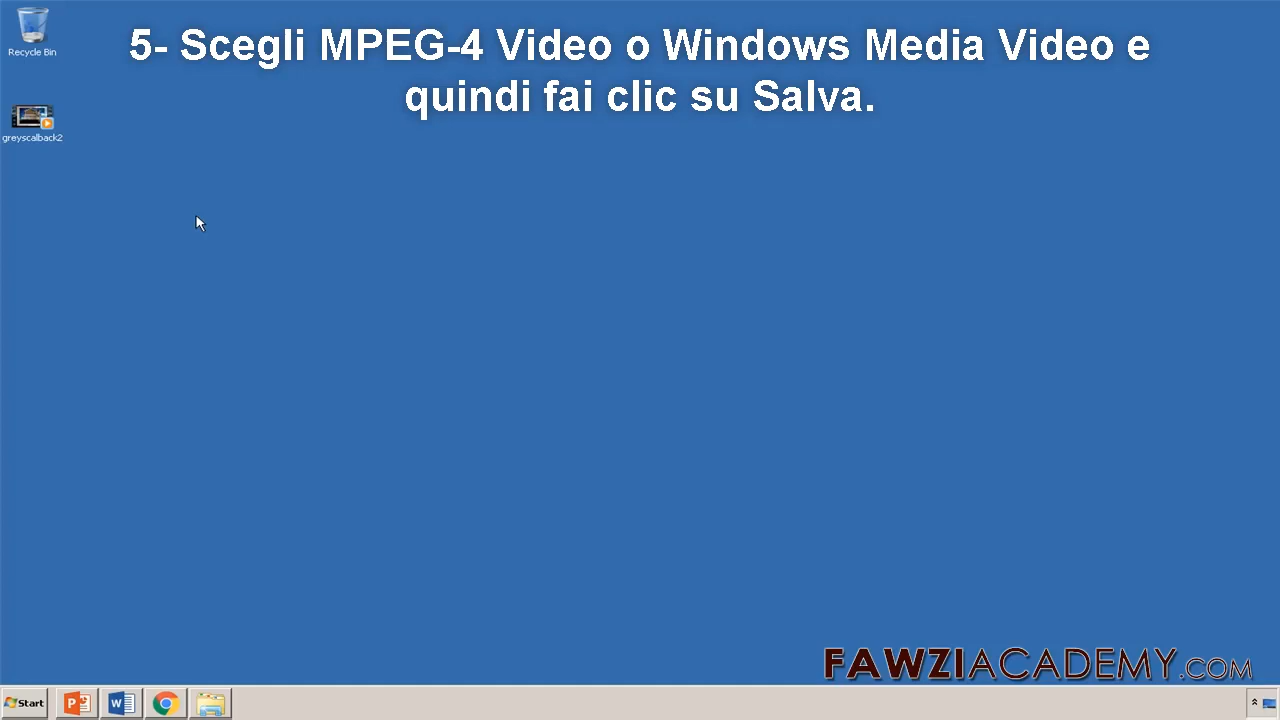 5- Scegli MPEG-4 Video o Windows Media Video e
quindi fai clic su Salva.
Recycle Bin
greyscalback2
FAWZIACADEMY.COM
Start